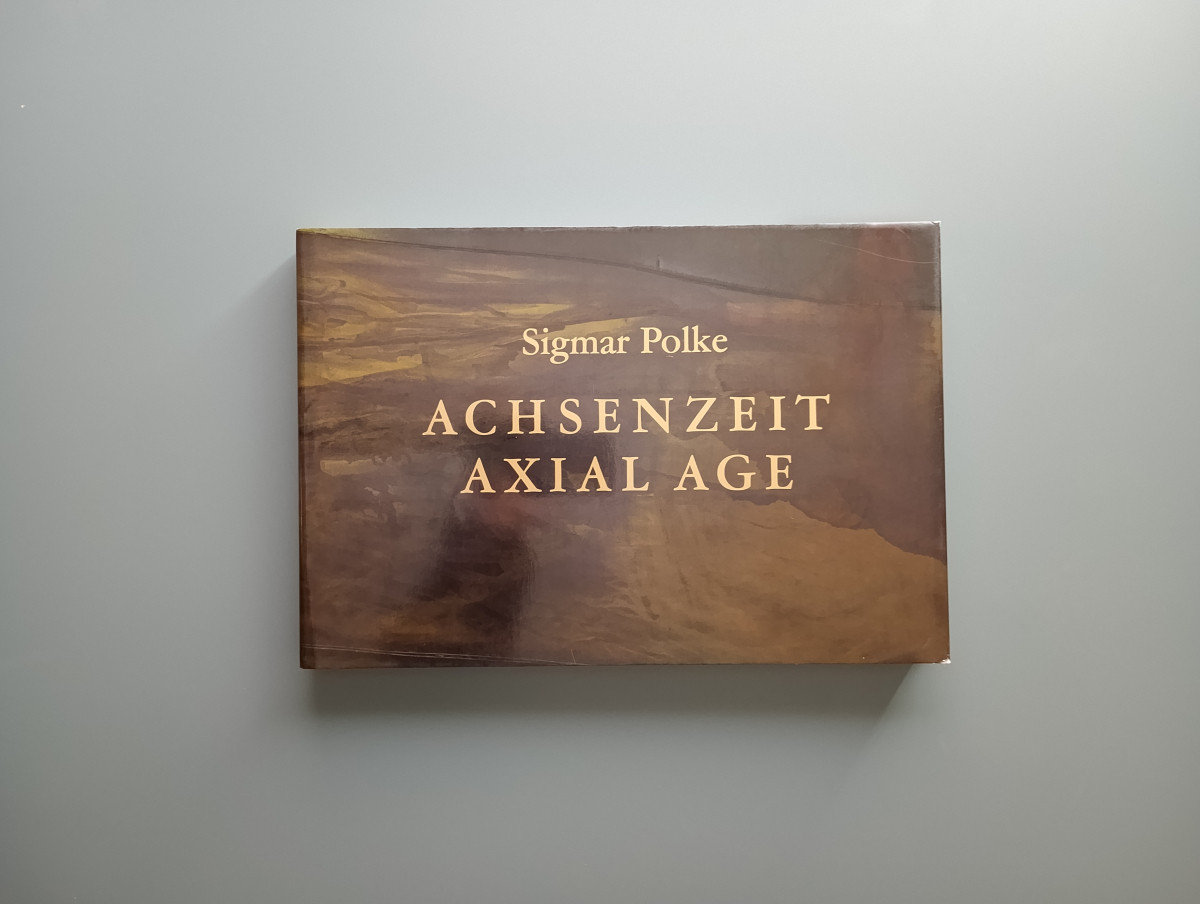 Sigmar Polke
ACHSENZEIT
AXIAL AGE